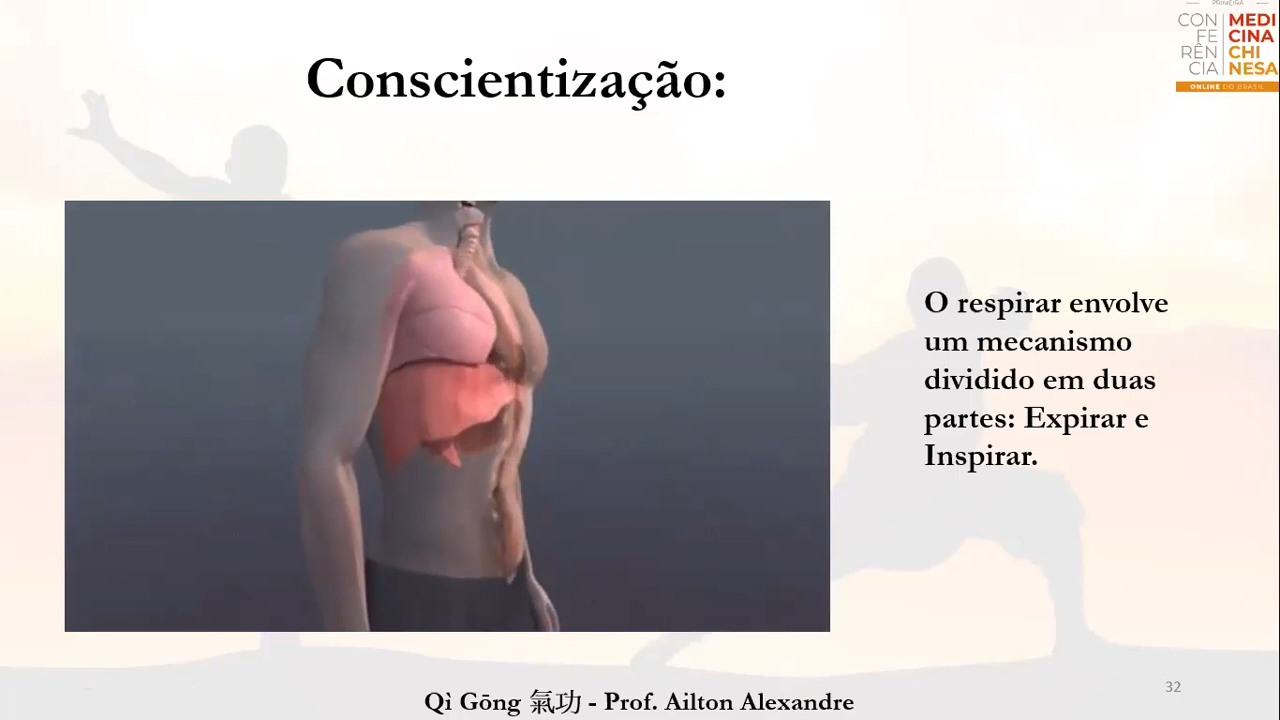 PRIMEIRA
CON MEDI
FE CINA
RÊN CHI
CIA NESA
ONLINE DO BRASIL
Conscientização:
O respirar envolve
um mecanismo
dividido em duas
partes: Expirar e
Inspirar.
32
Qì Gōng 氣功 - Prof. Ailton Alexandre